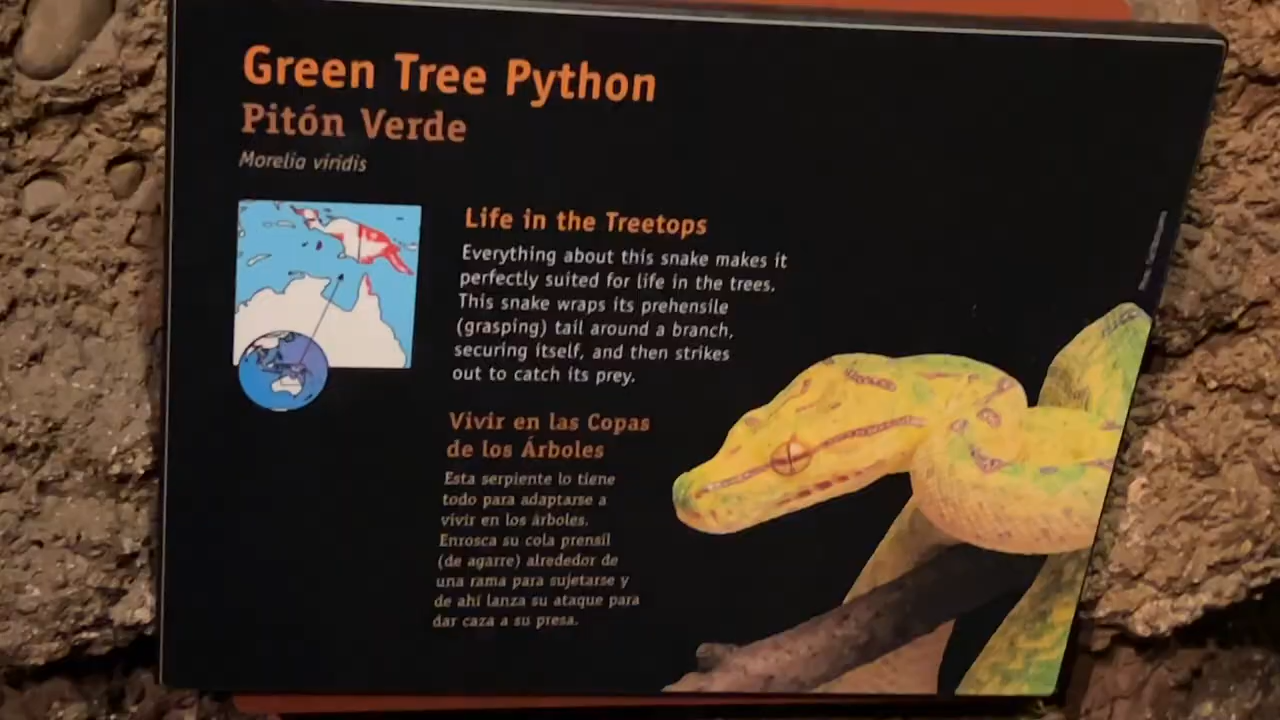 Green Tree Python
Pitón Verde
Morelia viridis
Life in the Treetops
Everything about this snake makes it
perfectly suited for life in the trees.
This snake wraps its prehensile
(grasping) tail around a branch,
securing itself, and then strikes
out to catch its prey.
Vivir en las Copas
de los Árboles
Esta serpiente lo tiene
todo para adaptarse a
vivir en los árboles.
Enrosca su cola prensil
(de agarre) alrededor de
una rama para sujetarse y
de ahí lanza su ataque para
dar caza a su presa.